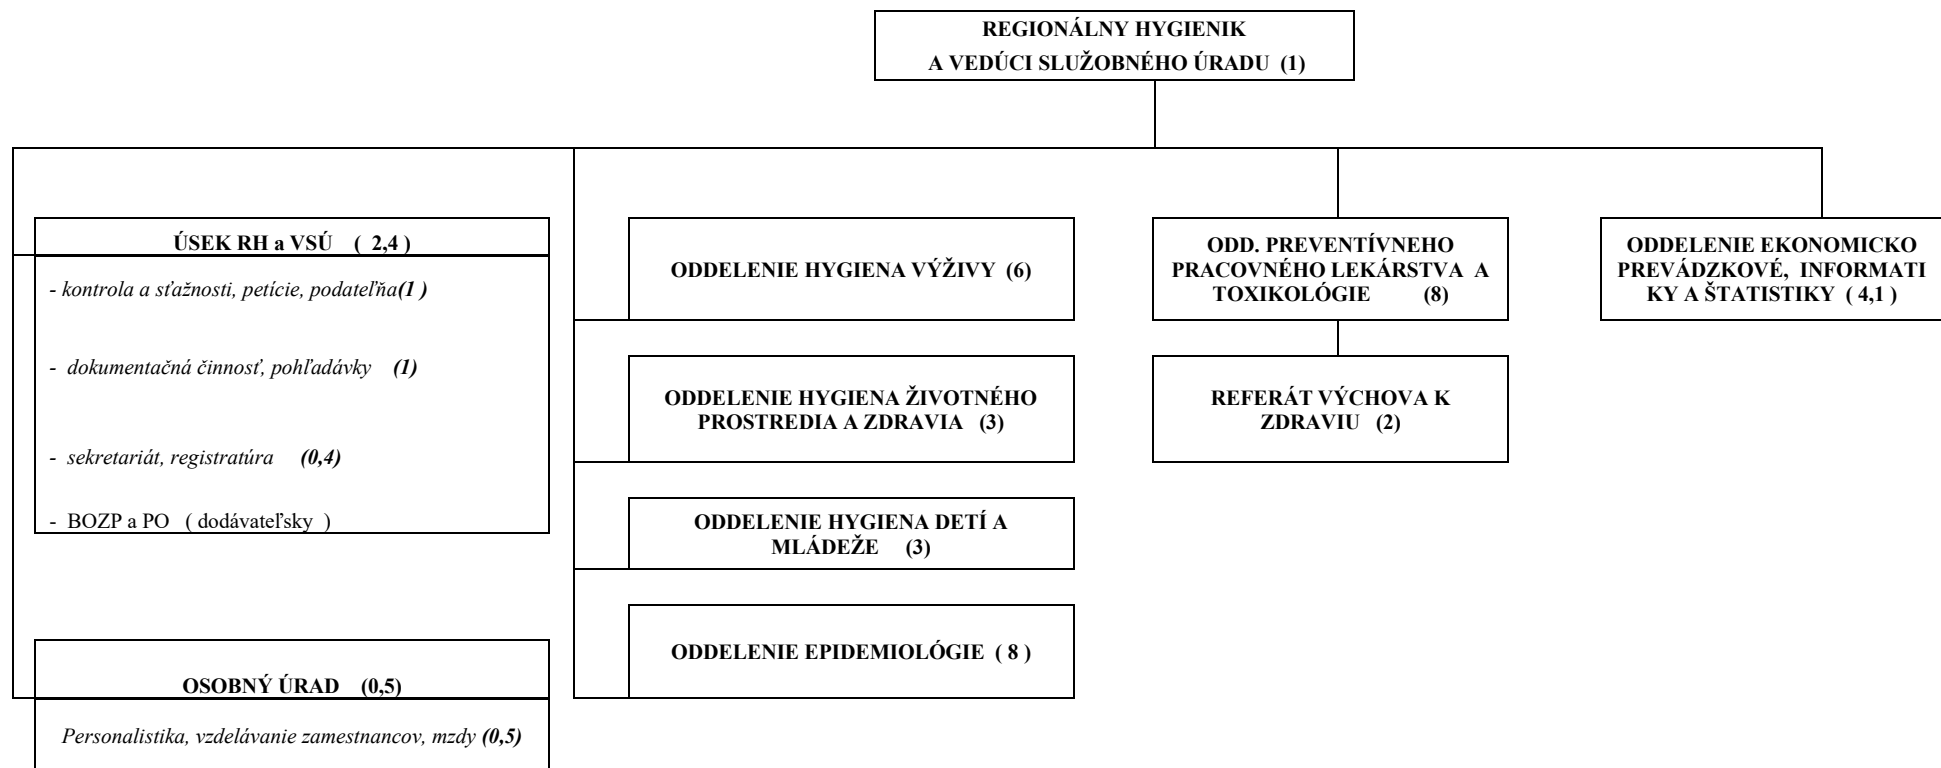 REGIONÁLNY HYGIENIK
A VEDÚCI SLUŽOBNÉHO ÚRADU (1)
ÚSEK RH a VSÚ ( 2,4 )
- kontrola a sťažnosti, petície, podateľňa(1 )
- dokumentačná činnosť, pohľadávky (1)
- sekretariát, registratúra (0,4)
- BOZP a PO ( dodávateľsky )
OSOBNÝ ÚRAD (0,5)
Personalistika, vzdelávanie zamestnancov, mzdy (0,5)
ODDELENIE HYGIENA VÝŽIVY (6)
ODDELENIE HYGIENA ŽIVOTNÉHO
PROSTREDIA A ZDRAVIA (3)
ODDELENIE HYGIENA DETÍ A
MLÁDEŽE (3)
ODDELENIE EPIDEMIOLÓGIE ( 8 )
ODD. PREVENTÍVNEHO
PRACOVNÉHO LEKÁRSTVA A
TOXIKOLÓGIE (8)
REFERÁT VÝCHOVA K
ZDRAVIU (2)
ODDELENIE EKONOMICKO
PREVÁDZKOVÉ, INFORMATI
KY A ŠTATISTIKY ( 4,1 )